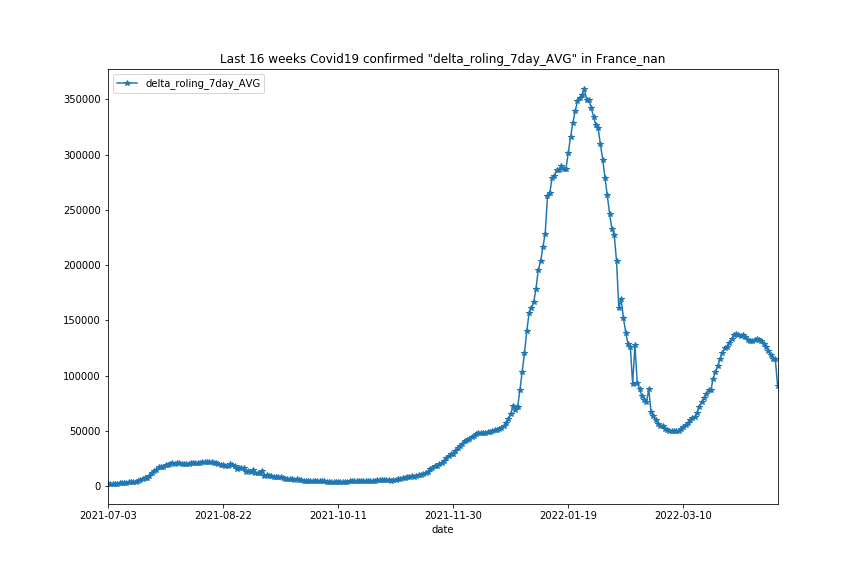 Last 16 weeks Covid19 confirmed "delta_roling_7day_AVG" in France_nan
delta_roling_7day_AVG
350000
300000
250000
200000
150000
100000
50000
0
2021-07-03 2021-08-22 2021-10-11 2021-11-30 2022-01-19 2022-03-10
date